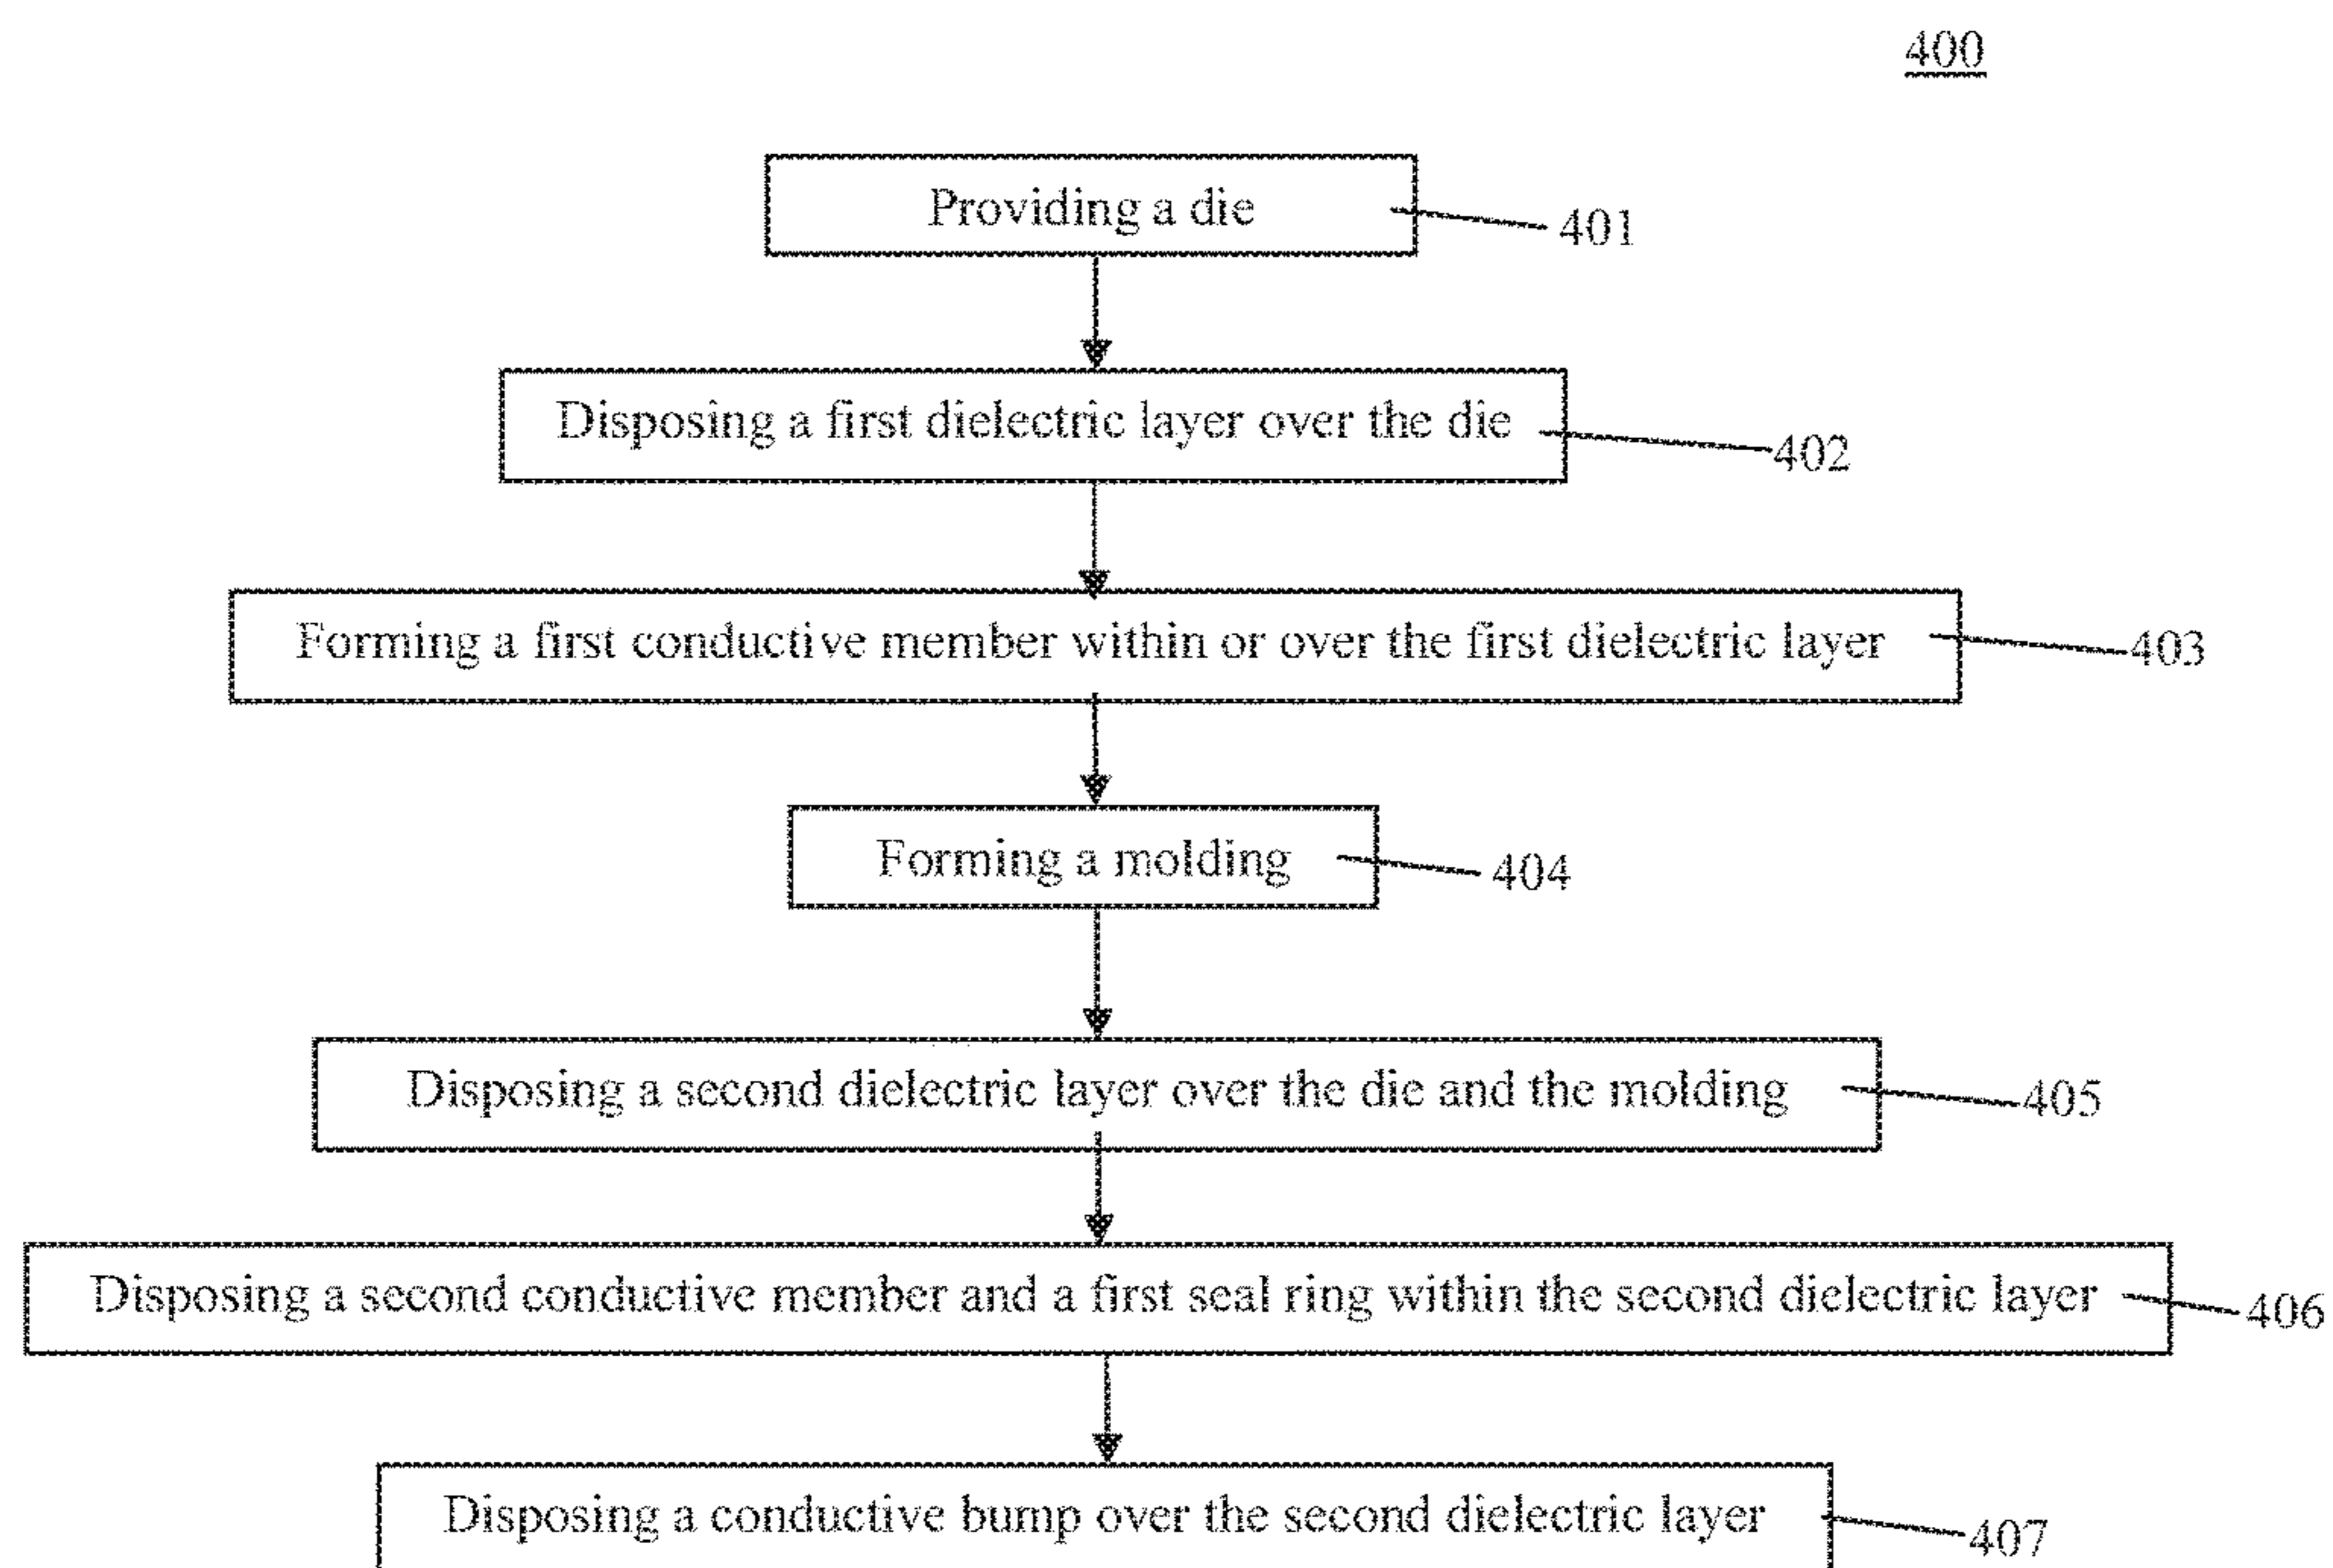 400
Providing a die
401
Disposing a first dielectric layer over the die
402
Forming a first conductive member within or over the first dielectric layer
403
Forming a molding
404
Disposing a second dielectric layer over the die and the molding
405
Disposing a second conductive member and a first seal ring within the second dielectric layer
406
Disposing a conductive bump over the second dielectric layer
407